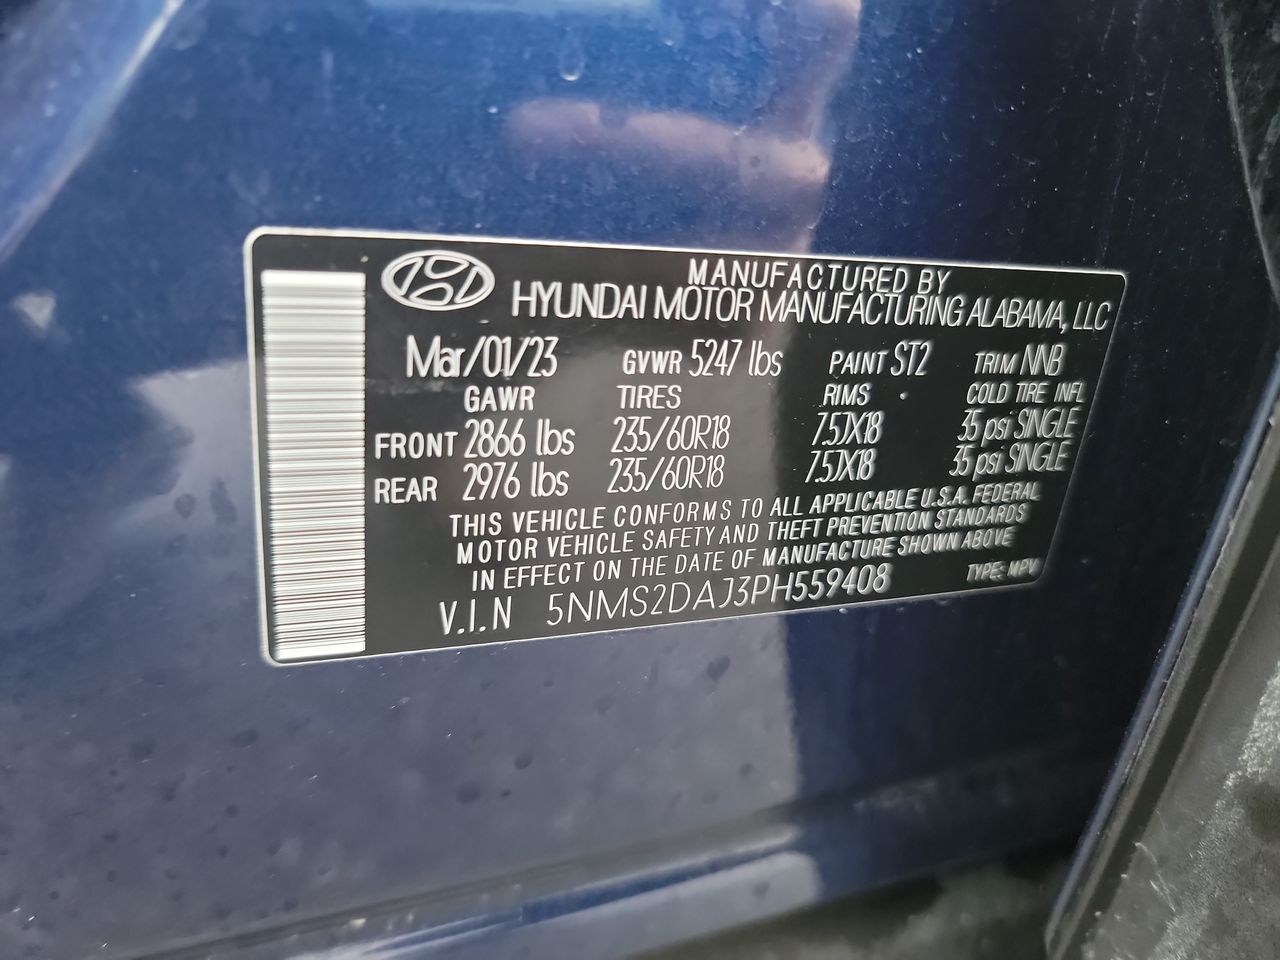 MANUFACTURED BY
HYUNDAI MOTOR MANUFACTURING ALABAMA, LLC
Mar/01/23 GVWR 5247 lbs PAINT ST2 TRIM NNB
GAWR TIRES RIMS COLD TIRE INFL
FRONT 2866 lbs 235/60R18 7.5JX18 35 psi SINGLE
REAR 2976 lbs 235/60R18 7.5JX18 35 psi SINGLE
THIS VEHICLE CONFORMS TO ALL APPLICABLE U.S.A. FEDERAL
MOTOR VEHICLE SAFETY AND THEFT PREVENTION STANDARDS
IN EFFECT ON THE DATE OF MANUFACTURE SHOWN ABOVE
V.I.N 5NMS2DAJ3PH559408 TYPE: MPV